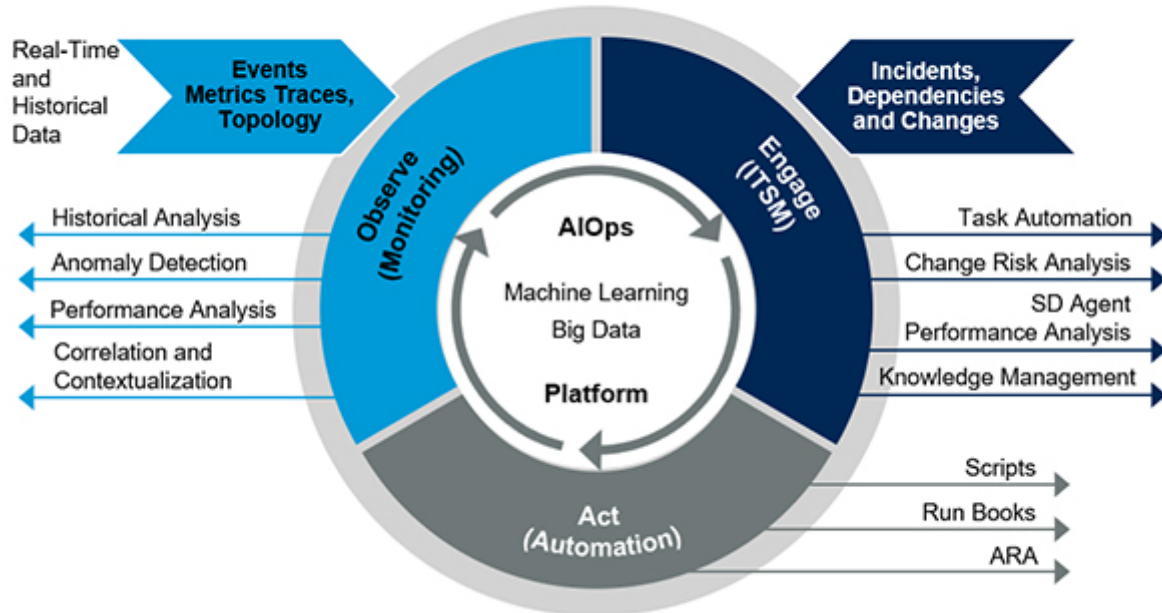 Real-Time
and
Historical
Data
Events
Metrics Traces,
Topology
Incidents,
Dependencies
and Changes
Observe
(Monitoring)
Engage
(ITSM)
AIOps
Machine Learning
Big Data
Platform
Act
(Automation)
Historical Analysis
Anomaly Detection
Performance Analysis
Correlation and
Contextualization
Task Automation
Change Risk Analysis
SD Agent
Performance Analysis
Knowledge Management
Scripts
Run Books
ARA